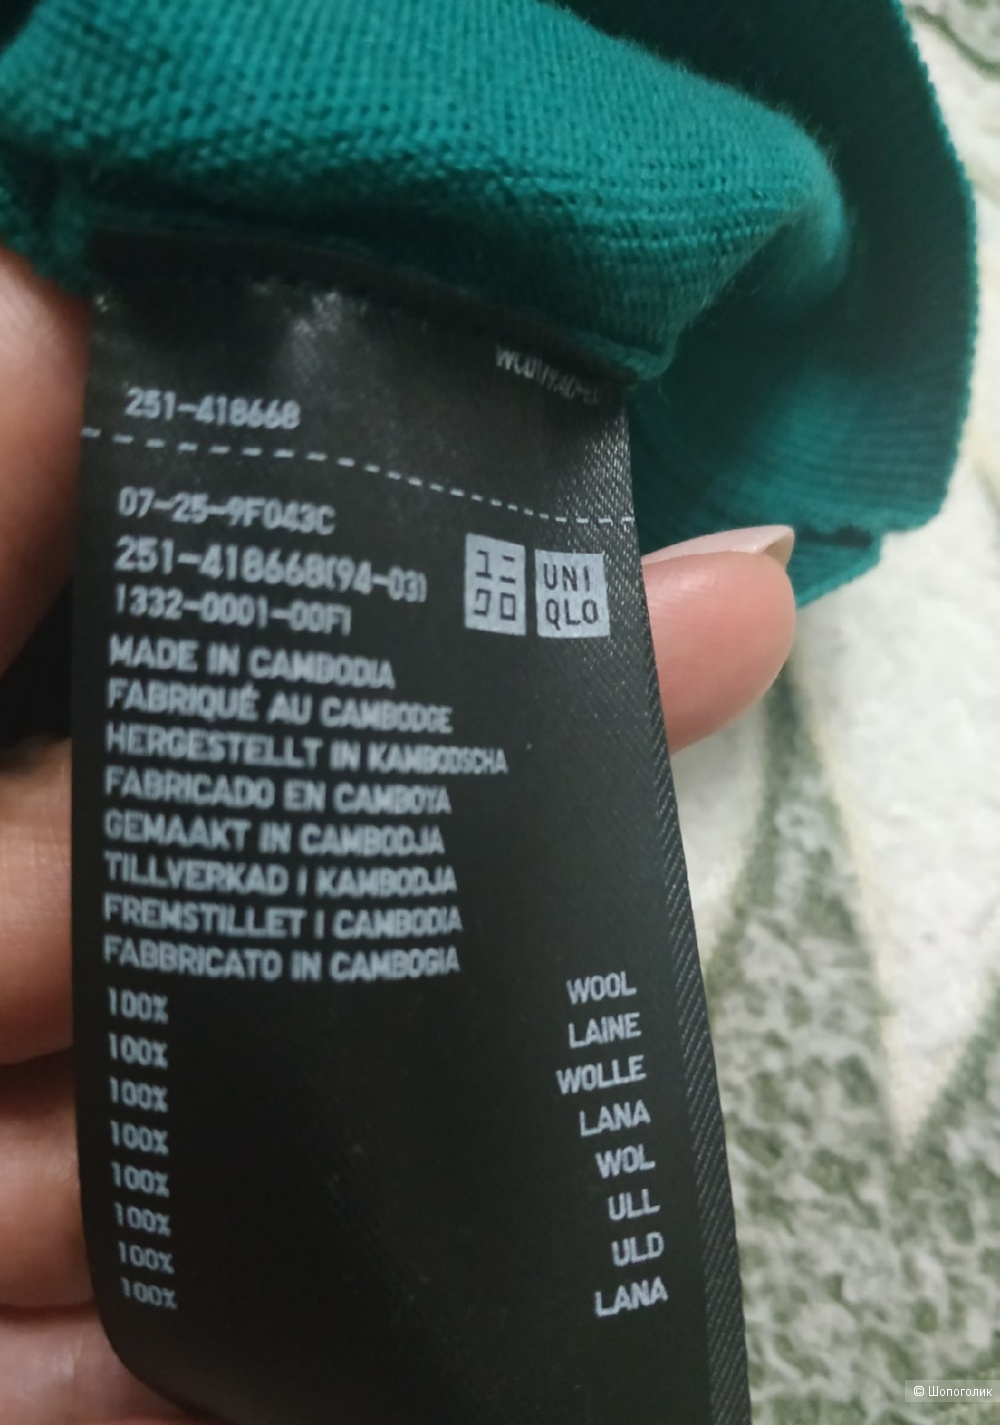 251-418668
07-25-9F043C
251-418668(94-03)
1332-0001-00F1
UNI
QLO
MADE IN CAMBODIA
FABRIQUÉ AU CAMBODGE
HERGESTELLT IN KAMBODSCHA
FABRICADO EN CAMBOYA
GEMAAKT IN CAMBODJA
TILLVERKAD I KAMBODJA
FREMSTILLET I CAMBODIA
FABBRICATO IN CAMBOGIA
100% WOOL
100% LAINE
100% WOLLE
100% LANA
100% WOL
100% ULL
100% ULD
100% LANA
© Шопоголик